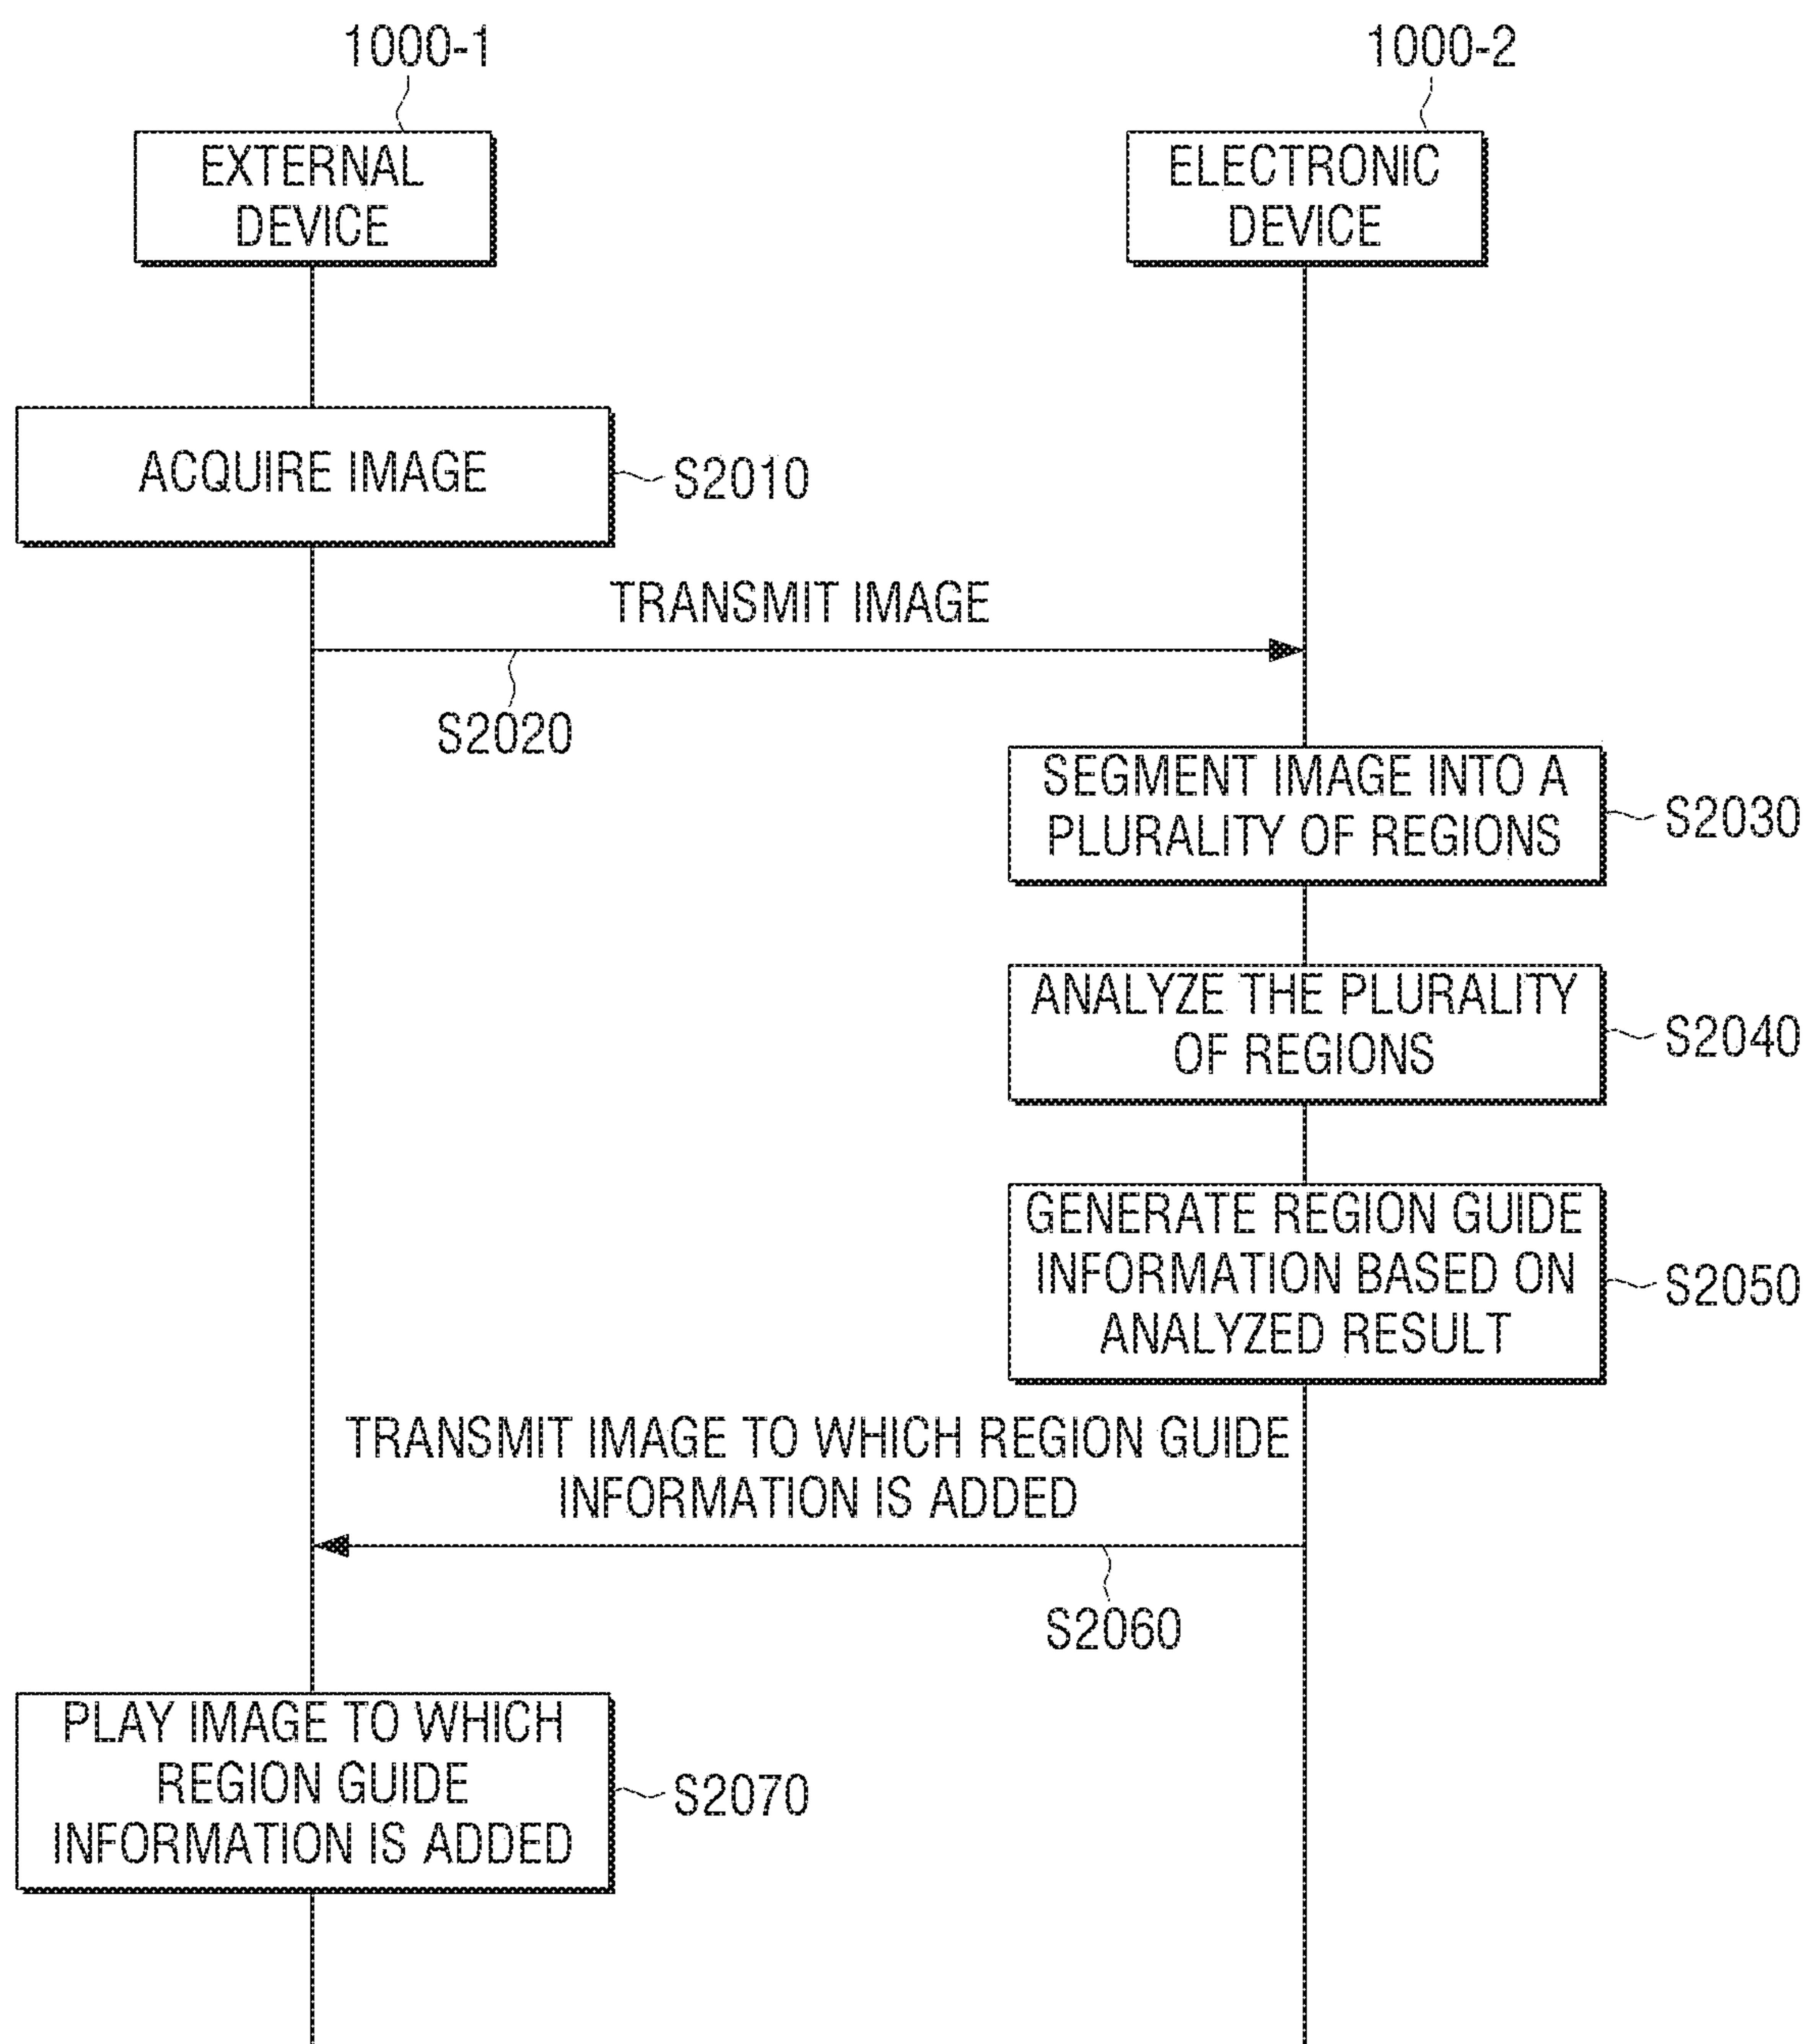 1000-1
1000-2
EXTERNAL
DEVICE
ELECTRONIC
DEVICE
ACQUIRE IMAGE
S2010
TRANSMIT IMAGE
S2020
SEGMENT IMAGE INTO A
PLURALITY OF REGIONS
S2030
ANALYZE THE PLURALITY
OF REGIONS
S2040
GENERATE REGION GUIDE
INFORMATION BASED ON
ANALYZED RESULT
S2050
TRANSMIT IMAGE TO WHICH REGION GUIDE
INFORMATION IS ADDED
S2060
PLAY IMAGE TO WHICH
REGION GUIDE
INFORMATION IS ADDED
S2070